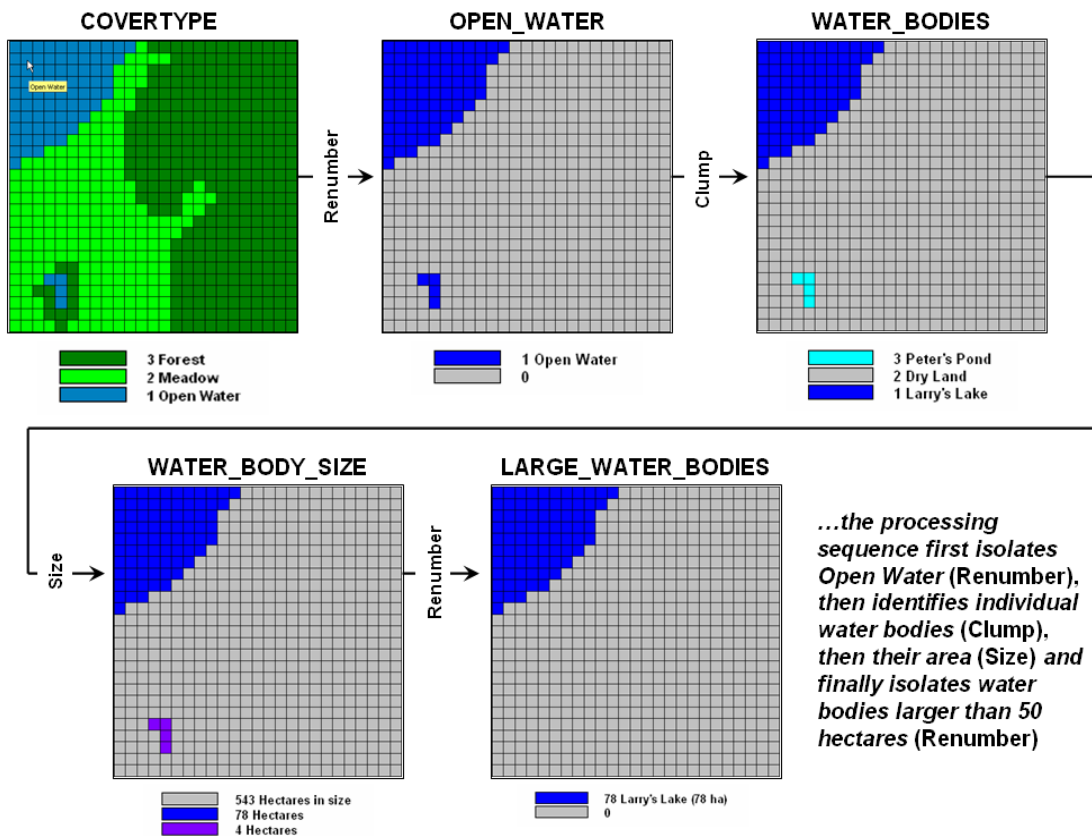 COVERTYPE
OPEN_WATER
WATER_BODIES
Open Water
Renumber
Clump
3 Forest
2 Meadow
1 Open Water
1 Open Water
0
3 Peter's Pond
2 Dry Land
1 Larry's Lake
WATER_BODY_SIZE
LARGE_WATER_BODIES
Size
Renumber
...the processing
sequence first isolates
Open Water (Renumber),
then identifies individual
water bodies (Clump),
then their area (Size) and
finally isolates water
bodies larger than 50
hectares (Renumber)
543 Hectares in size
78 Hectares
4 Hectares
78 Larry's Lake (78 ha)
0